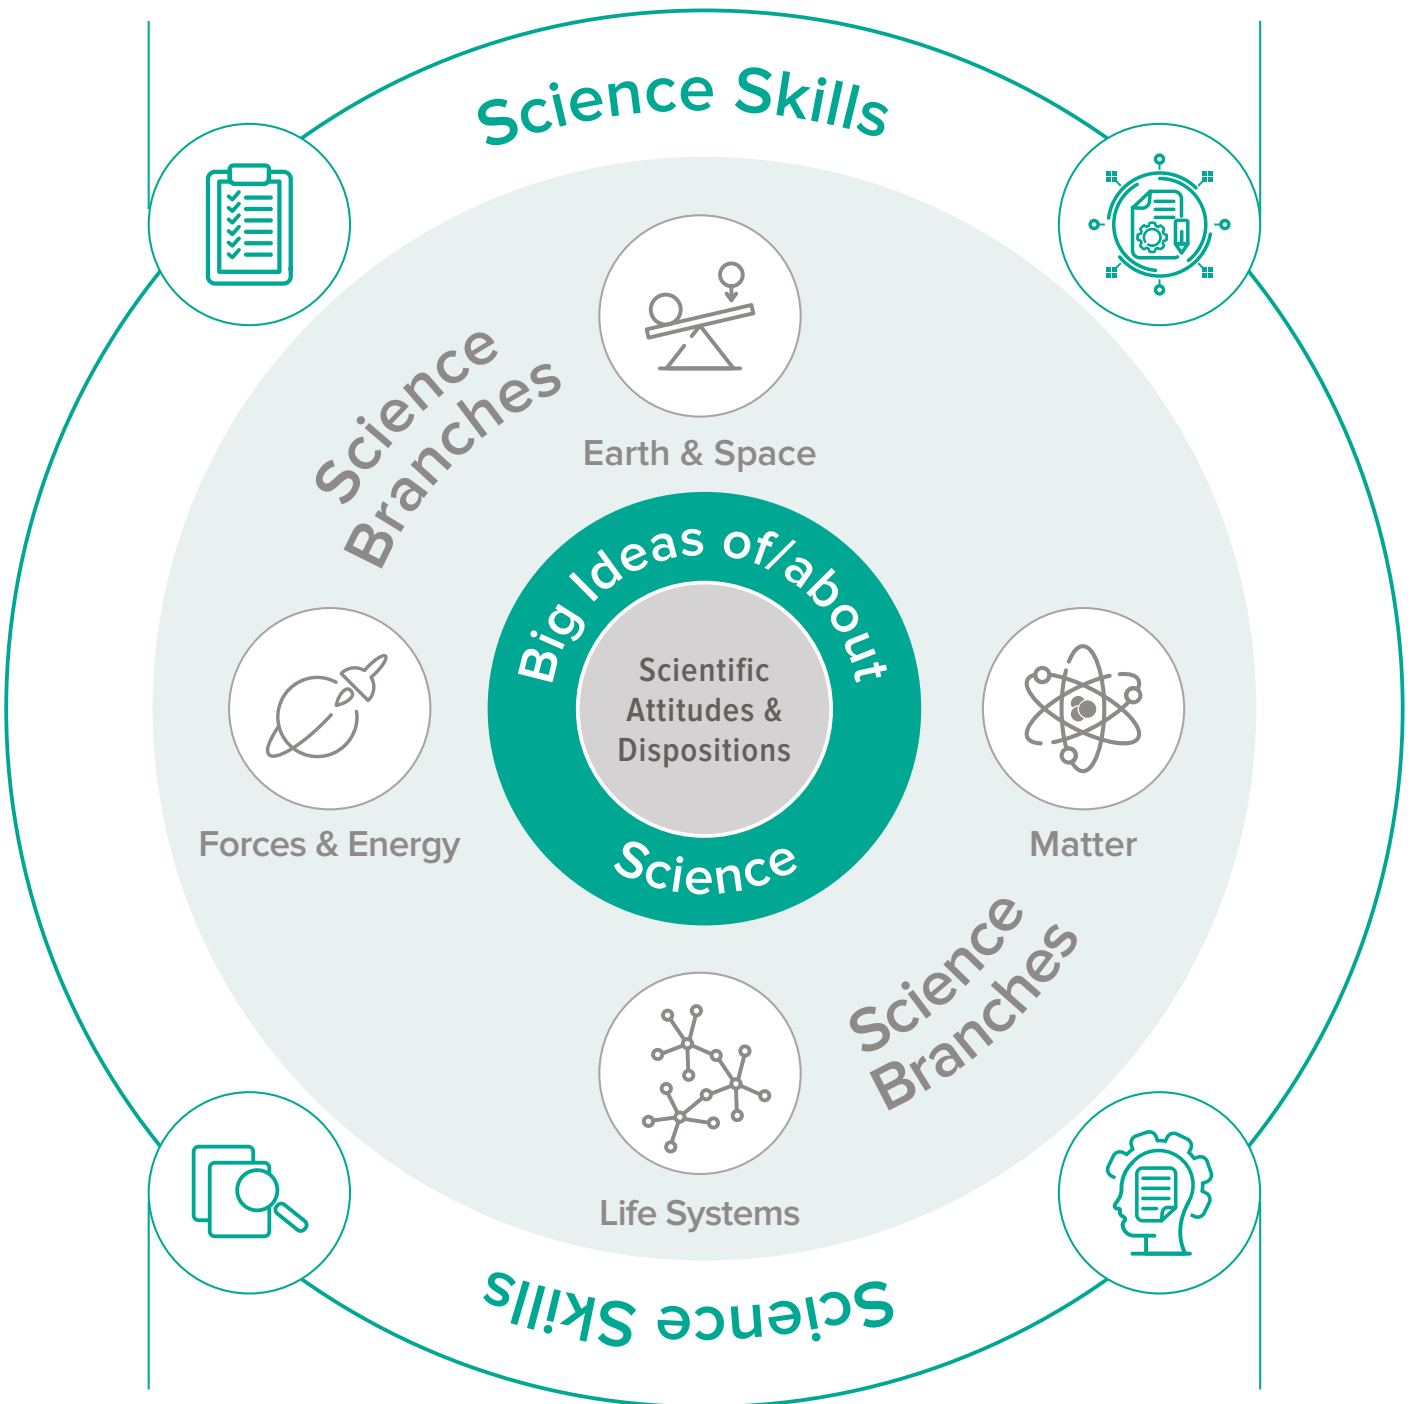 Science Skills
Science
Branches
Earth & Space
Big Ideas of/about
Scientific
Attitudes &
Dispositions
Science
Forces & Energy
Matter
Science
Branches
Life Systems
Science Skills